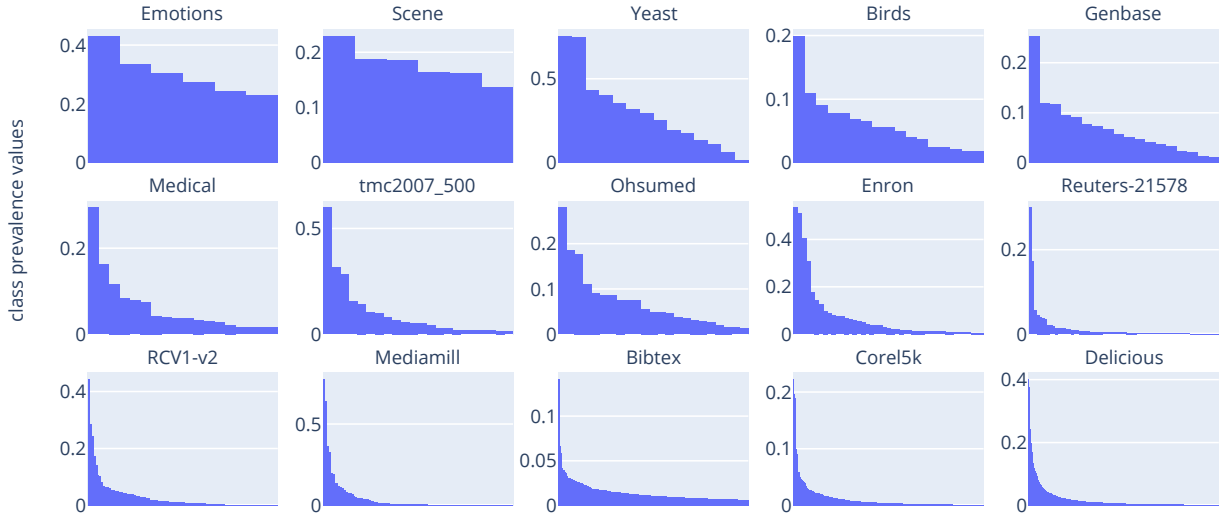 Emotions Scene Yeast Birds Genbase
0.4 0.2 0.5 0.2 0.2
0.2 0.1 0.1 0.1
0 0 0 0 0
class prevalence values
Medical tmc2007_500 Ohsumed Enron Reuters-21578
0.2 0.5 0.2 0.4 0.2
0.1 0.2
0 0 0 0 0
RCV1-v2 Mediamill Bibtex Corel5k Delicious
0.4 0.5 0.1 0.2 0.4
0.2 0.05 0.1 0.2
0 0 0 0 0